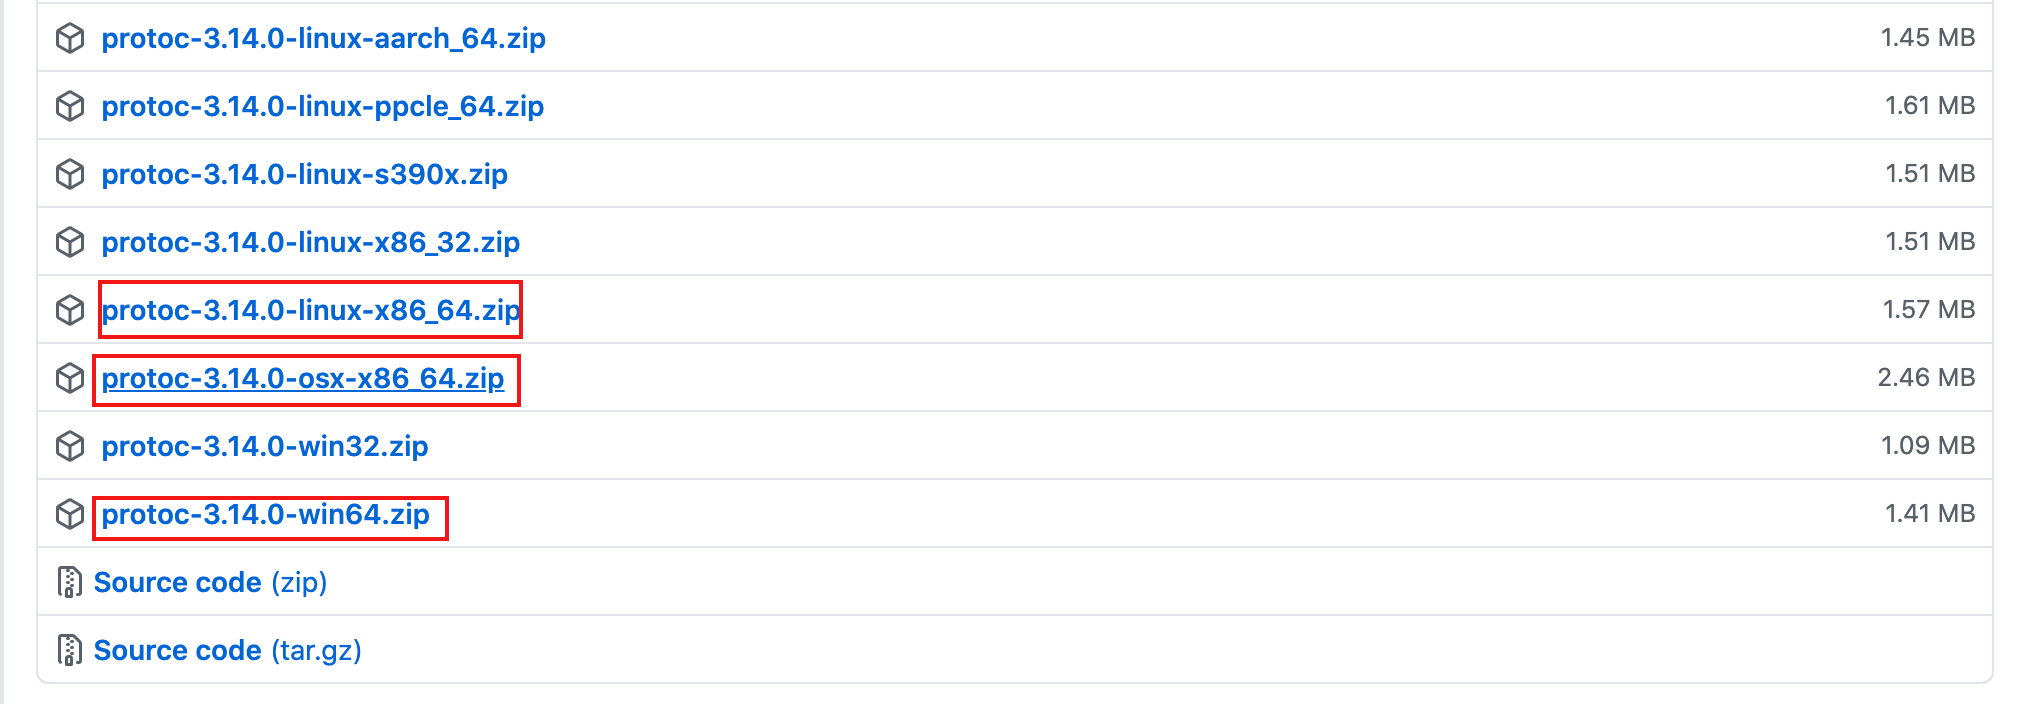 protoc-3.14.0-linux-aarch_64.zip 1.45 MB
protoc-3.14.0-linux-ppcle_64.zip 1.61 MB
protoc-3.14.0-linux-s390x.zip 1.51 MB
protoc-3.14.0-linux-x86_32.zip 1.51 MB
protoc-3.14.0-linux-x86_64.zip 1.57 MB
protoc-3.14.0-osx-x86_64.zip 2.46 MB
protoc-3.14.0-win32.zip 1.09 MB
protoc-3.14.0-win64.zip 1.41 MB
Source code (zip)
Source code (tar.gz)